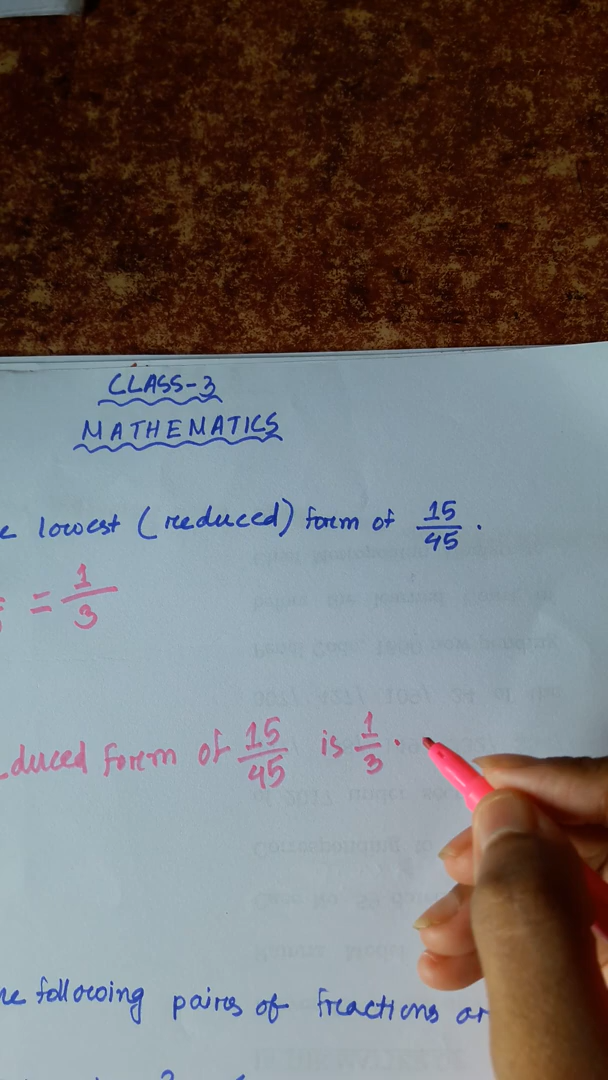 CLASS-3
MATHEMATICS
e lowest (reduced) form of 15/45.
= 1/3
duced form of 15/45 is 1/3.
following pairs of fractions